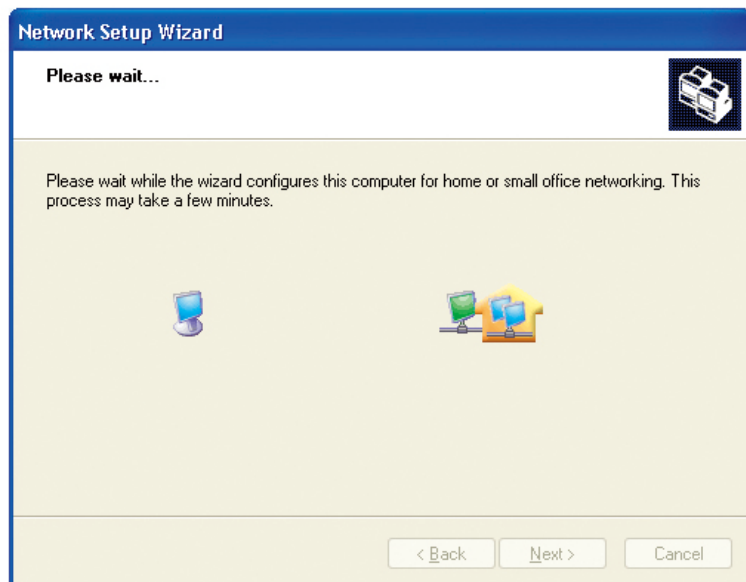 Network Setup Wizard
Please wait...
Please wait while the wizard configures this computer for home or small office networking. This
process may take a few minutes.
< Back
Next >
Cancel